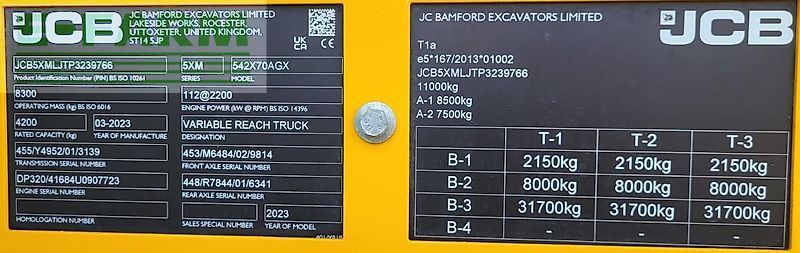 JCB
JC BAMFORD EXCAVATORS LIMITED
LAKESIDE WORKS, ROCESTER,
UTTOXETER, UNITED KINGDOM,
ST14 5JP
UK
CA
CE
JCB5XMLJTP3239766
5XM
542X70AGX
Product Identification Number (PIN) BS ISO 10261
SERIES
MODEL
8300
112@2200
OPERATING MASS (kg) BS ISO 6016
ENGINE POWER (kW @ RPM) BS ISO 14396
4200
03-2023
VARIABLE REACH TRUCK
RATED CAPACITY (kg)
YEAR OF MANUFACTURE
DESIGNATION
455/Y4952/01/3139
453/M6484/02/9814
TRANSMISSION SERIAL NUMBER
FRONT AXLE SERIAL NUMBER
DP320/41684U0907723
448/R7844/01/6341
ENGINE SERIAL NUMBER
REAR AXLE SERIAL NUMBER
2023
HOMOLOGATION NUMBER
SALES SPECIAL NUMBER
YEAR OF MODEL
JC BAMFORD EXCAVATORS LIMITED
JCB
T1a
e5*167/2013*01002
JCB5XMLJTP3239766
11000kg
A-1 8500kg
A-2 7500kg
T-1 T-2 T-3
B-1 2150kg 2150kg 2150kg
B-2 8000kg 8000kg 8000kg
B-3 31700kg 31700kg 31700kg
B-4 - - -